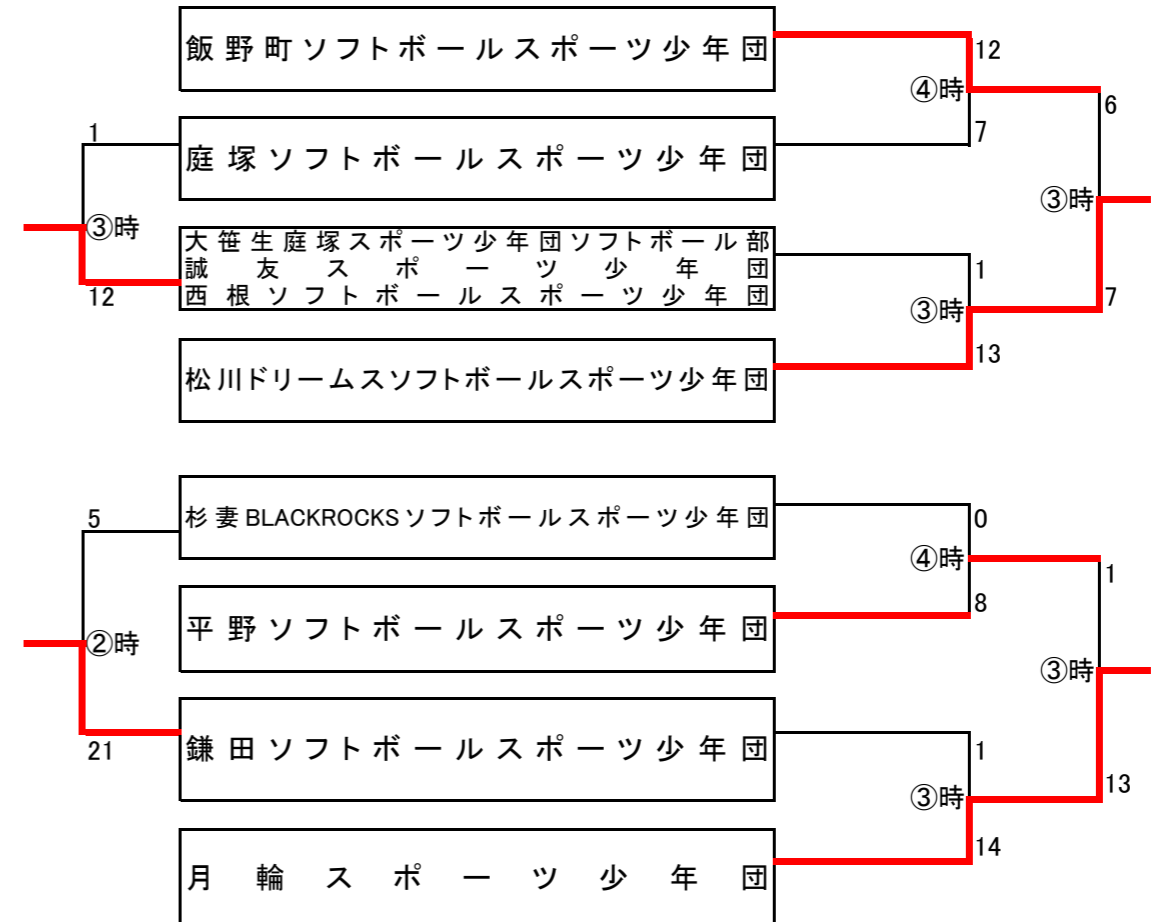 飯野町ソフトボールスポーツ少年団
12
④時
6
1
7
庭塚ソフトボールスポーツ少年団
③時
③時
大笹生庭塚スポーツ少年団ソフトボール部
誠友スポーツ少年団
西根ソフトボールスポーツ少年団
1
12
③時
7
13
松川ドリームスソフトボールスポーツ少年団
5
杉妻BLACKROCKSソフトボールスポーツ少年団
0
④時
1
8
平野ソフトボールスポーツ少年団
②時
③時
21
鎌田ソフトボールスポーツ少年団
1
③時
13
14
月輪スポーツ少年団